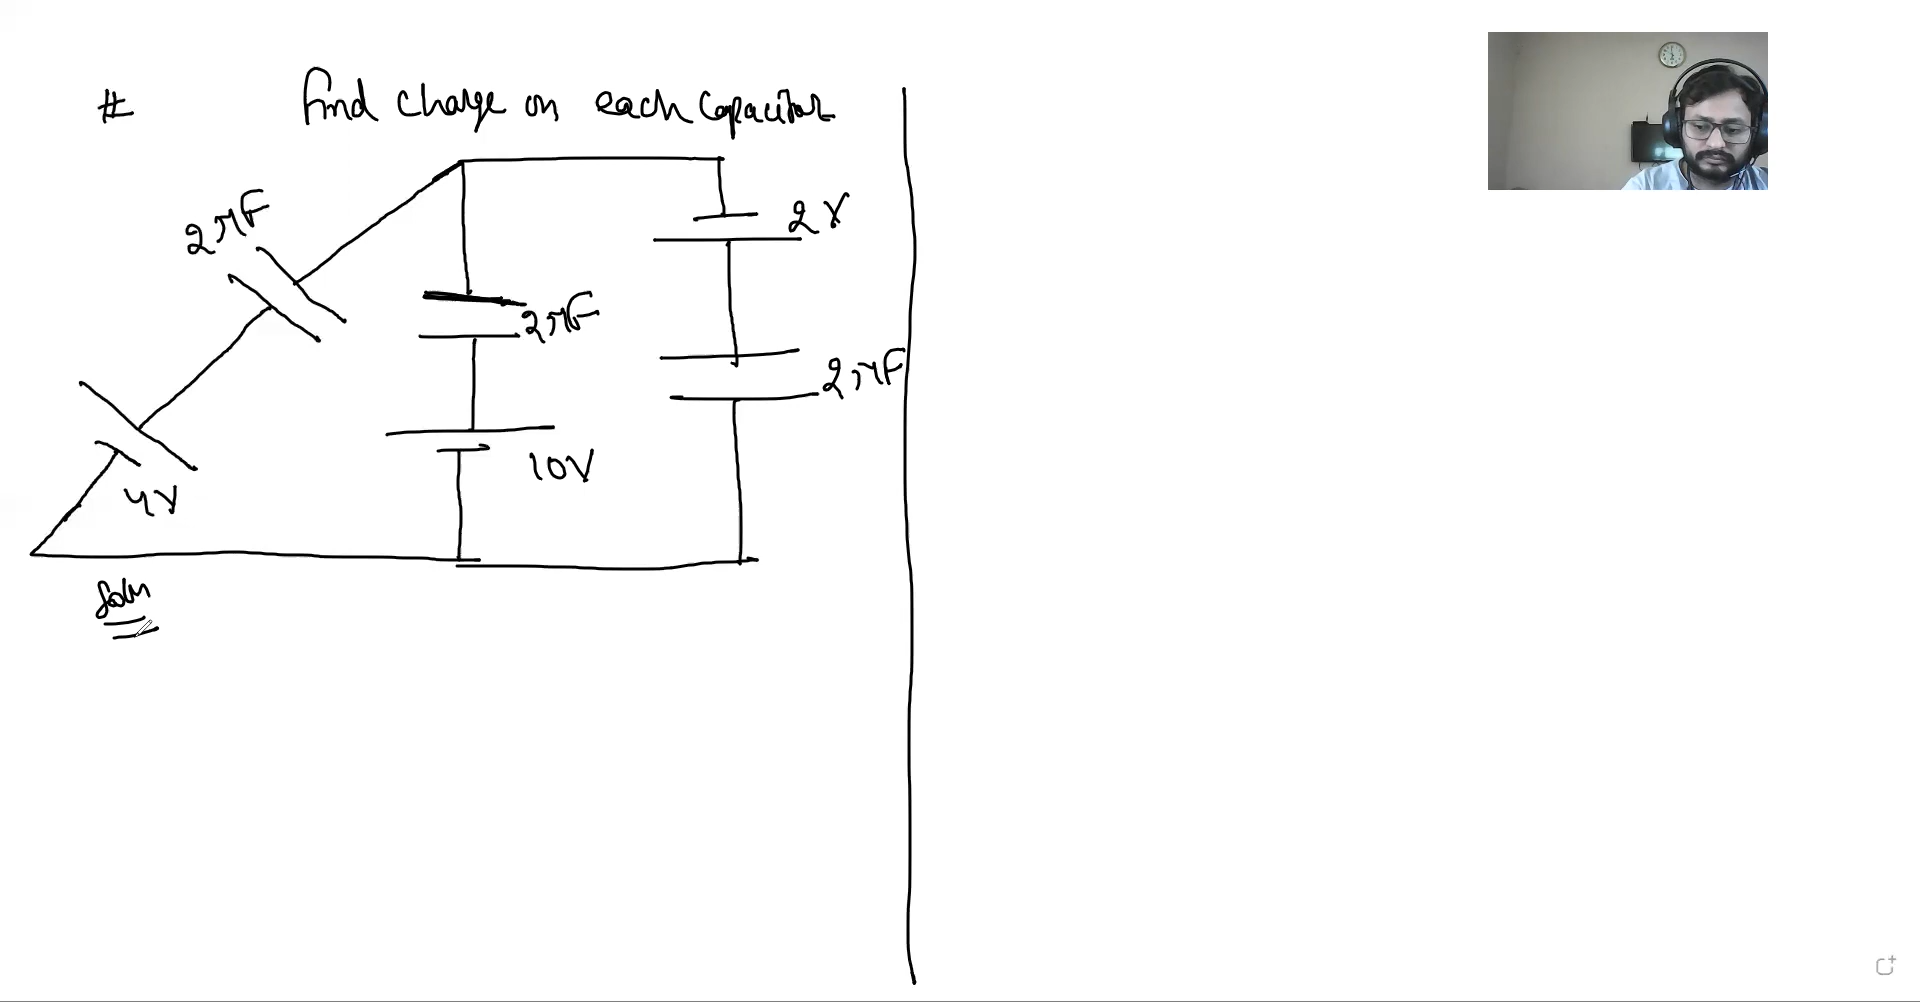 # find charge on each capacitor
2μF
2V
2μF
2μF
4V
10V
Soln